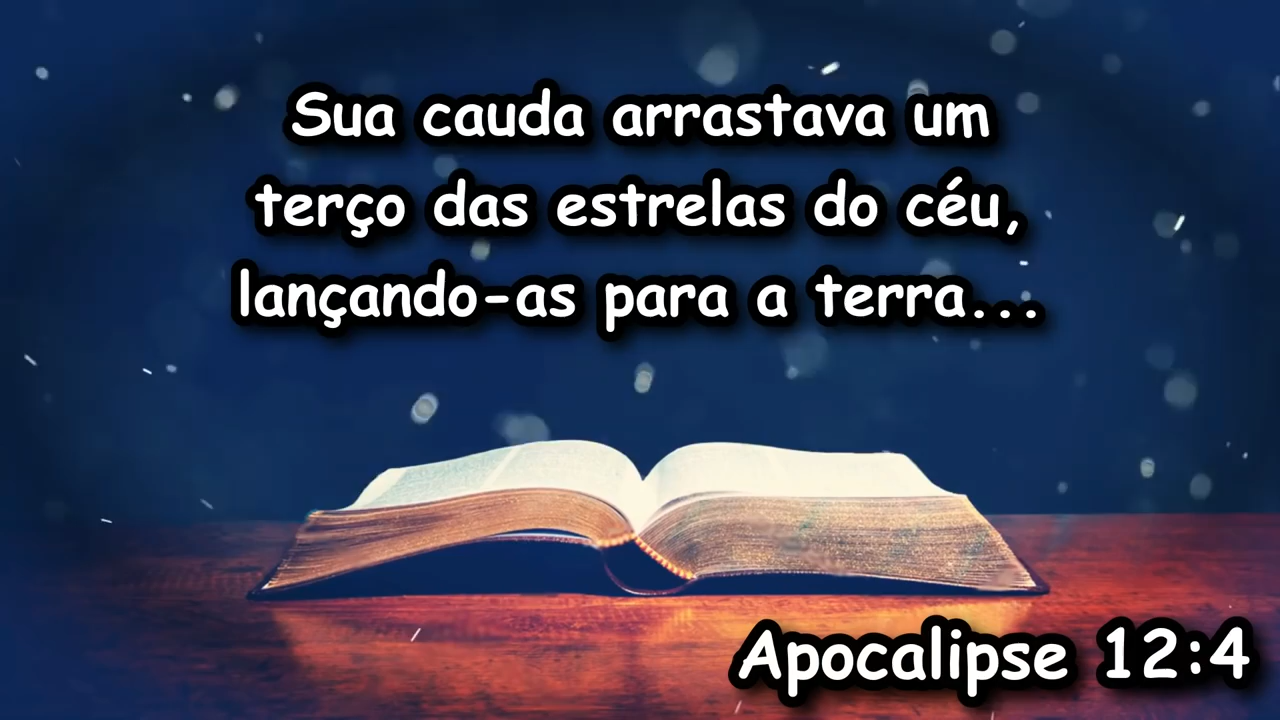 Sua cauda arrastava um
terço das estrelas do céu,
lançando-as para a terra...
Apocalipse 12:4